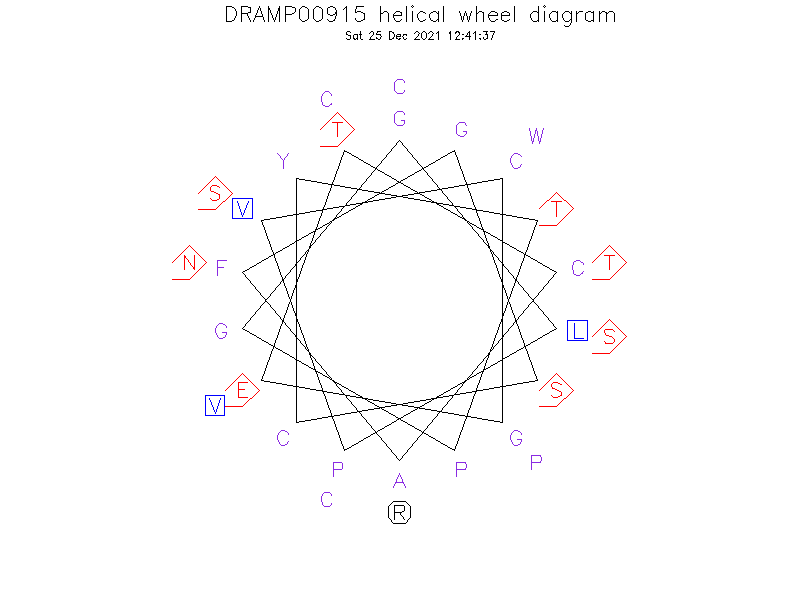 DRAMP00915 helical wheel diagram
Sat 25 Dec 2021 12:41:37
C
C
G
T
G
W
Y
C
S
V
T
N
F
C
T
G
L
S
E
S
V
C
G
P
P
P
A
C
R